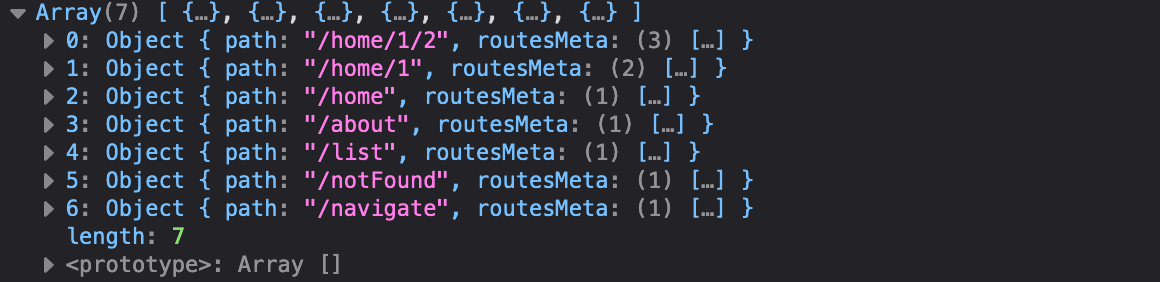 Array(7) [ {…}, {…}, {…}, {…}, {…}, {…}, {…} ]
0: Object { path: "/home/1/2", routesMeta: (3) […] }
1: Object { path: "/home/1", routesMeta: (2) […] }
2: Object { path: "/home", routesMeta: (1) […] }
3: Object { path: "/about", routesMeta: (1) […] }
4: Object { path: "/list", routesMeta: (1) […] }
5: Object { path: "/notFound", routesMeta: (1) […] }
6: Object { path: "/navigate", routesMeta: (1) […] }
length: 7
<prototype>: Array []